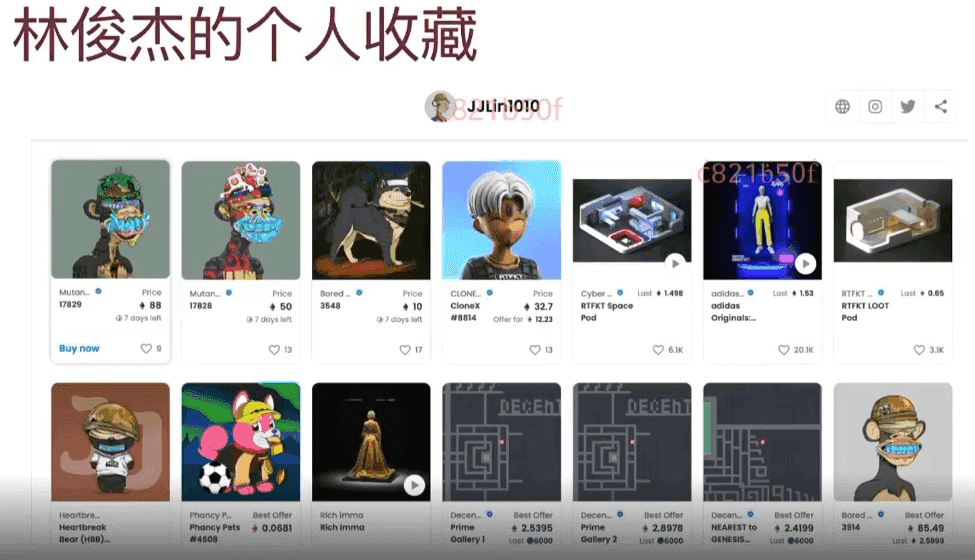 林俊杰的个人收藏
JJLin1010
c821b50f
c821b50f
Mutan... Price
17829 88
7 days left
Buy now 9
Mutan... Price
17828 50
7 days left
13
Bored ... Price
3548 10
7 days left
17
CLONE... Price
CloneX 32.7
#8814 Offer for 12.23
13
Cyber ... Last 1.498
RTFKT Space
Pod
6.1K
adidas... Last 1.53
adidas
Originals:...
20.1K
RTFKT ... Last 0.65
RTFKT LOOT
Pod
3.1K
DECENT
DECENT
Heartbre...
Heartbreak
Bear (HBB)...
Phancy P... Best Offer
Phancy Pets 0.0681
#4608
Rich imma
Rich imma
Decen... Best Offer
Prime 2.5395
Gallery 1 Last 6000
Decen... Best Offer
Prime 2.8978
Gallery 2 Last 6000
Decen... Best Offer
NEAREST to 2.4199
GENESIS... Last 6000
Bored ... Best Offer
3914 85.49
Last 2.5999